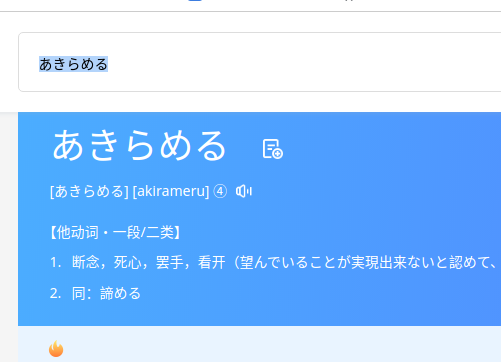 あきらめる
あきらめる
[あきらめる] [akirameru] ④
【他动词・一段/二类】
1. 断念，死心，罢手，看开（望んでいることが実現出来ないと認めて、
2. 同：諦める